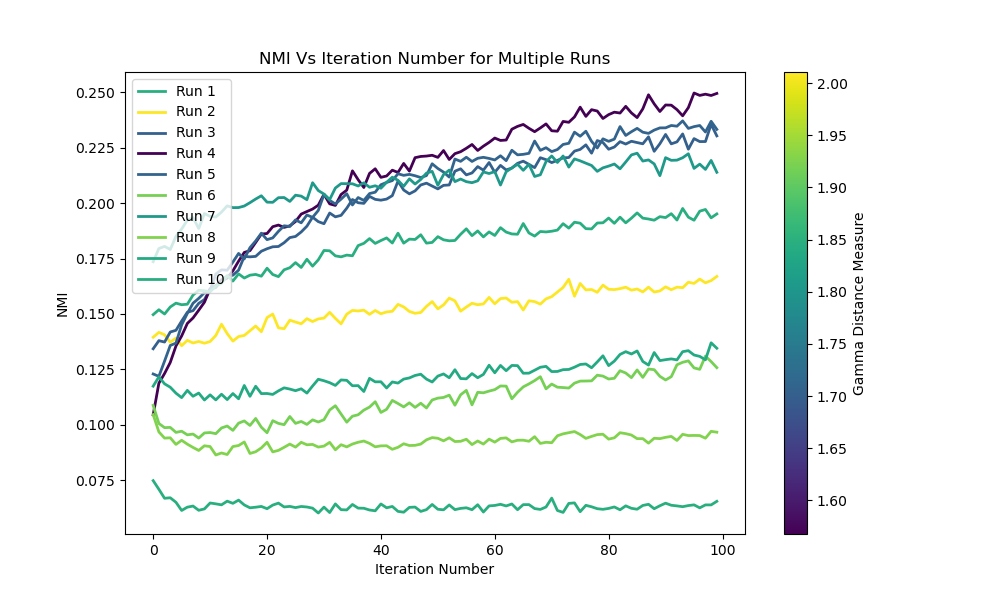 NMI Vs Iteration Number for Multiple Runs
NMI
0.250
0.225
0.200
0.175
0.150
0.125
0.100
0.075
Run 1
Run 2
Run 3
Run 4
Run 5
Run 6
Run 7
Run 8
Run 9
Run 10
0 20 40 60 80 100
Iteration Number
2.00
1.95
1.90
1.85
1.80
1.75
1.70
1.65
1.60
Gamma Distance Measure